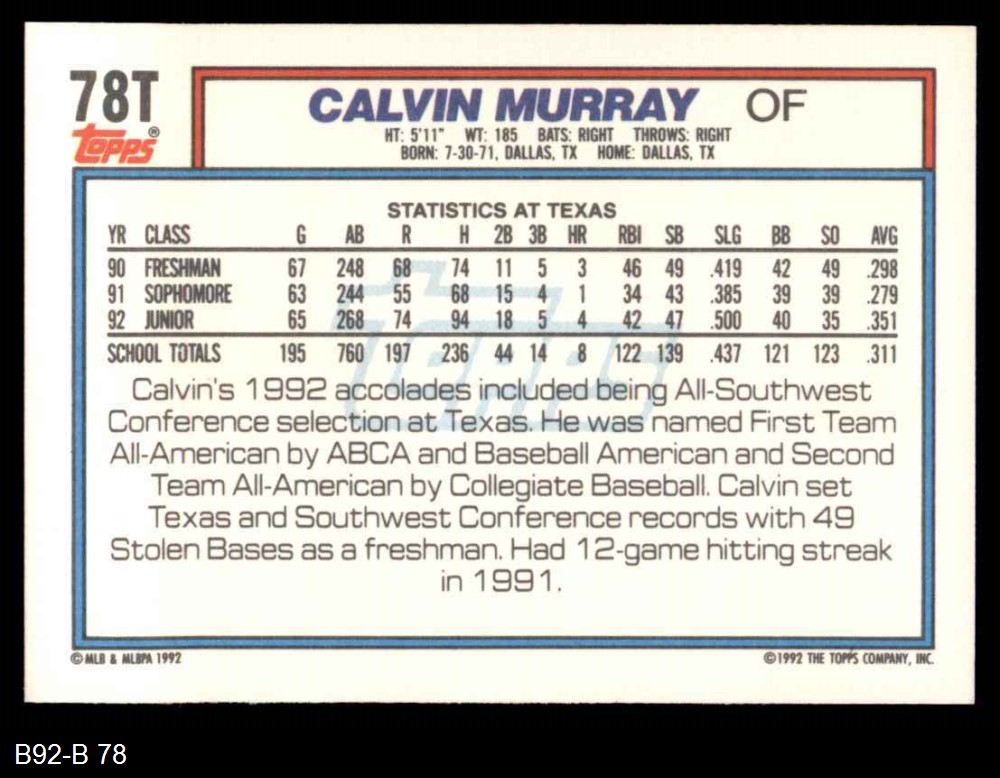 78T
Topps®
CALVIN MURRAY OF
HT: 5'11" WT: 185 BATS: RIGHT THROWS: RIGHT
BORN: 7-30-71, DALLAS, TX HOME: DALLAS, TX
STATISTICS AT TEXAS
YR CLASS G AB R H 2B 3B HR RBI SB SLG BB SO AVG
90 FRESHMAN 67 248 68 74 11 5 3 46 49 .419 42 49 .298
91 SOPHOMORE 63 244 55 68 15 4 1 34 43 .385 39 39 .279
92 JUNIOR 65 268 74 94 18 5 4 42 47 .500 40 35 .351
SCHOOL TOTALS 195 760 197 236 44 14 8 122 139 .437 121 123 .311
Calvin's 1992 accolades included being All-Southwest
Conference selection at Texas. He was named First Team
All-American by ABCA and Baseball American and Second
Team All-American by Collegiate Baseball. Calvin set
Texas and Southwest Conference records with 49
Stolen Bases as a freshman. Had 12-game hitting streak
in 1991.
© MLB & MLBPA 1992
©1992 THE TOPPS COMPANY, INC.
B92-B 78